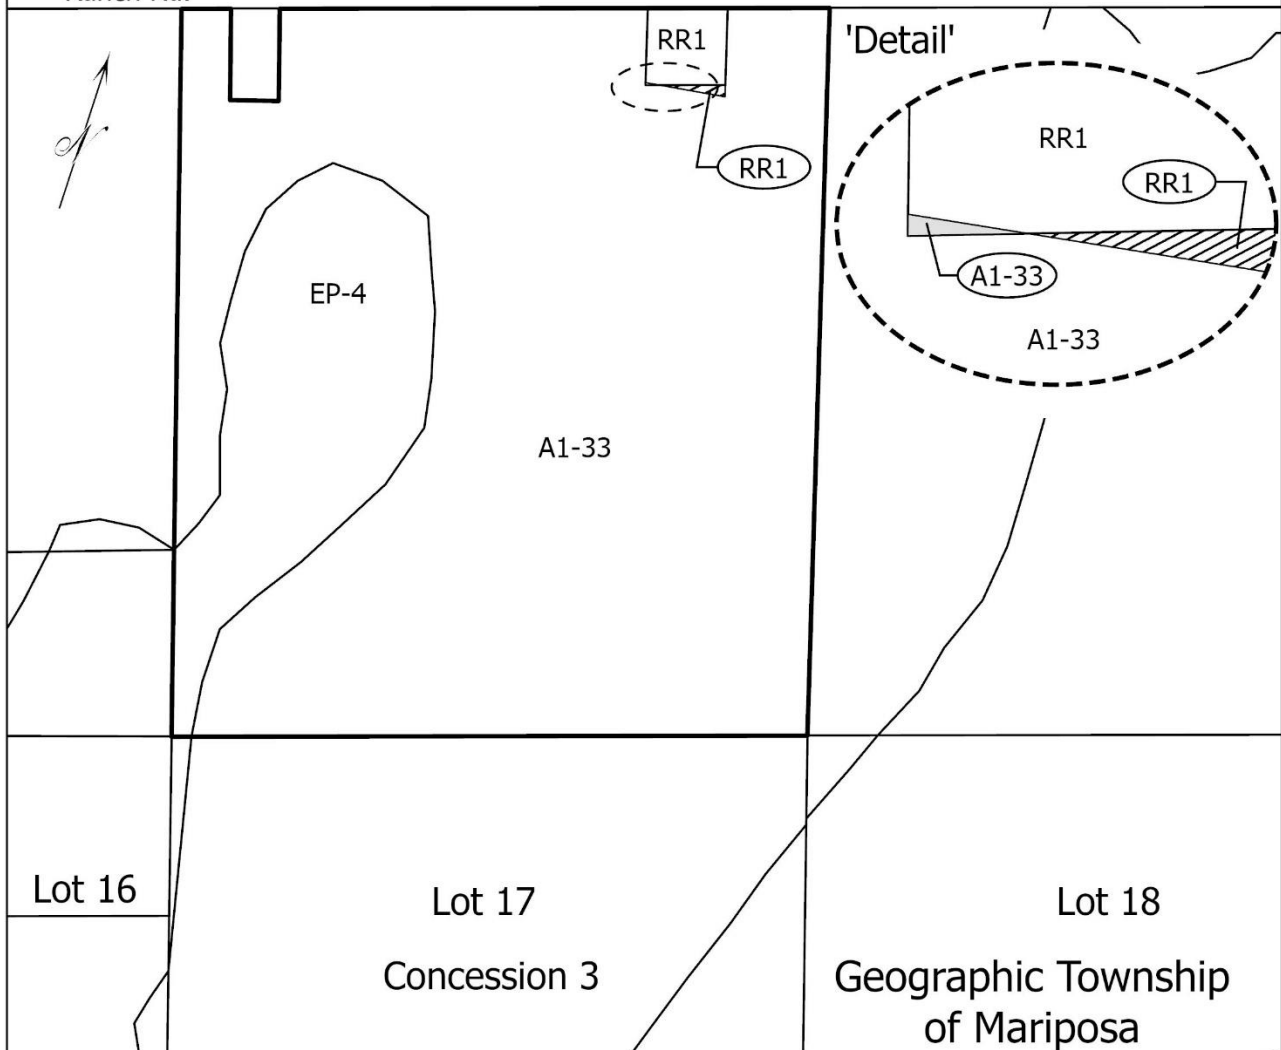 'Detail'
RR1
RR1
RR1
RR1
A1-33
A1-33
EP-4
A1-33
Lot 16
Lot 17
Lot 18
Concession 3
Geographic Township
of Mariposa